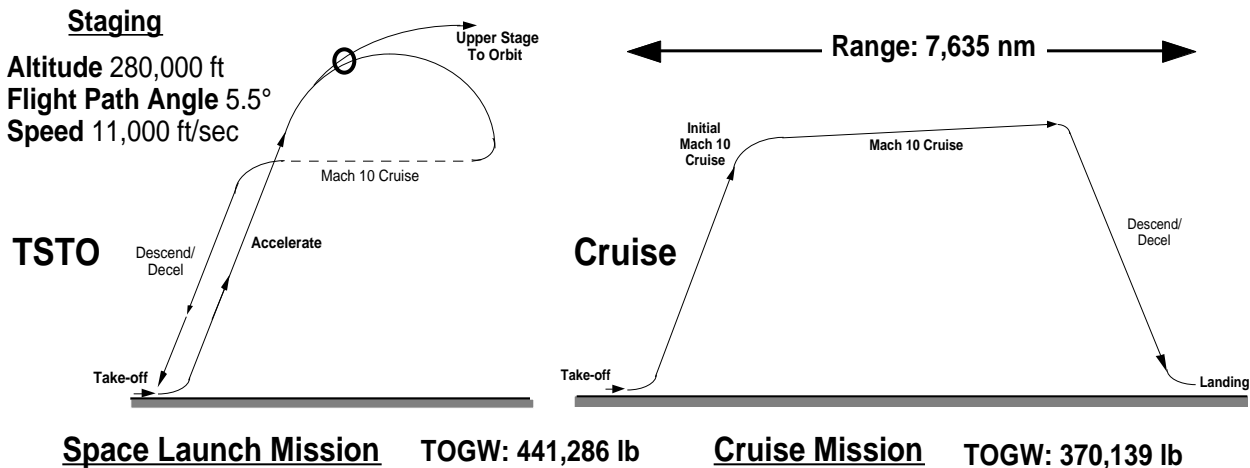 Staging
Altitude 280,000 ft
Flight Path Angle 5.5°
Speed 11,000 ft/sec
Upper Stage
To Orbit
Mach 10 Cruise
TSTO
Descend/
Decel
Accelerate
Take-off
Space Launch Mission TOGW: 441,286 lb
Range: 7,635 nm
Initial
Mach 10
Cruise
Mach 10 Cruise
Cruise
Descend/
Decel
Take-off
Landing
Cruise Mission TOGW: 370,139 lb